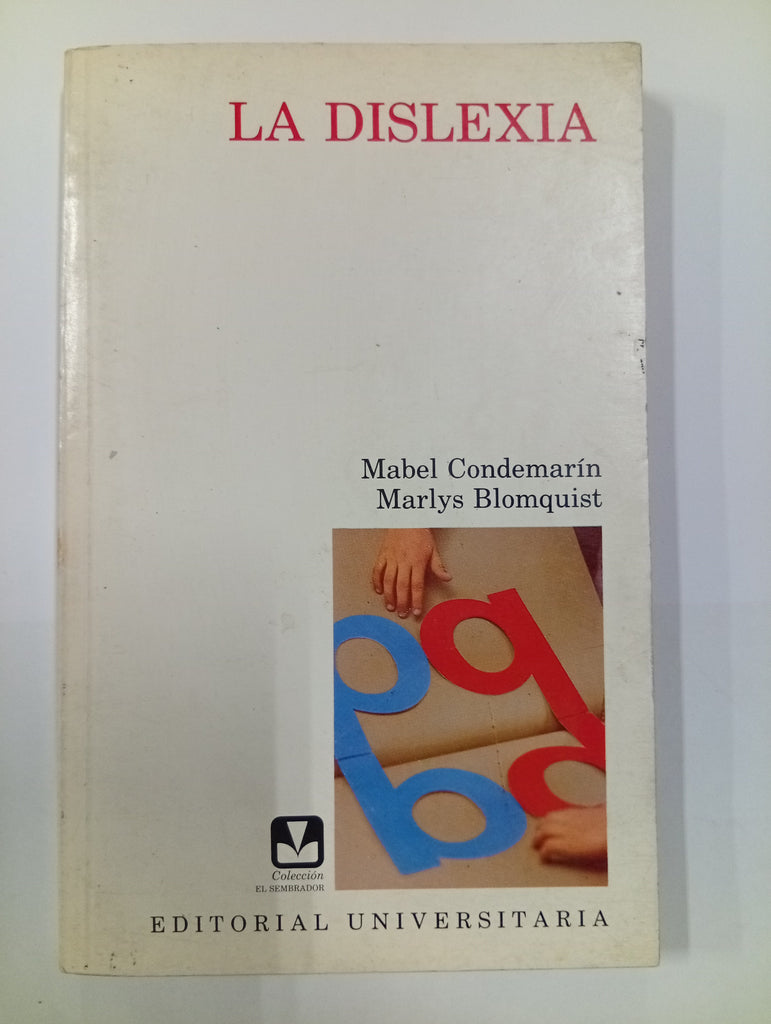 LA DISLEXIA
Mabel Condemarín
Marlys Blomquist
Colección
EL SEMBRADOR
EDITORIAL UNIVERSITARIA